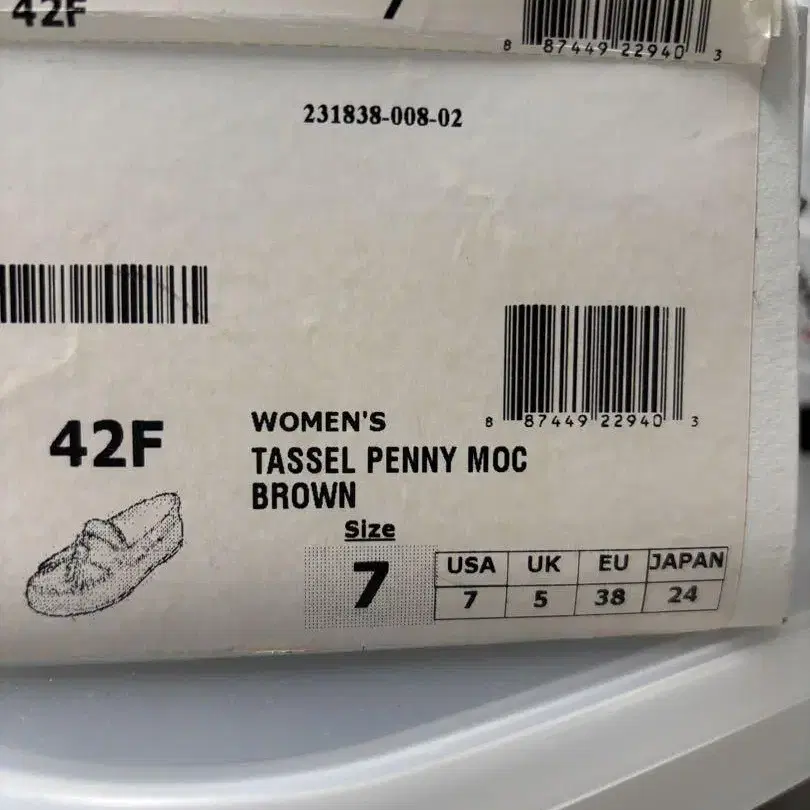 42F 7
8 87449 22940 3
231838-008-02
42F
WOMEN'S
TASSEL PENNY MOC
BROWN
8 87449 22940 3
Size
7
USA UK EU JAPAN
7 5 38 24